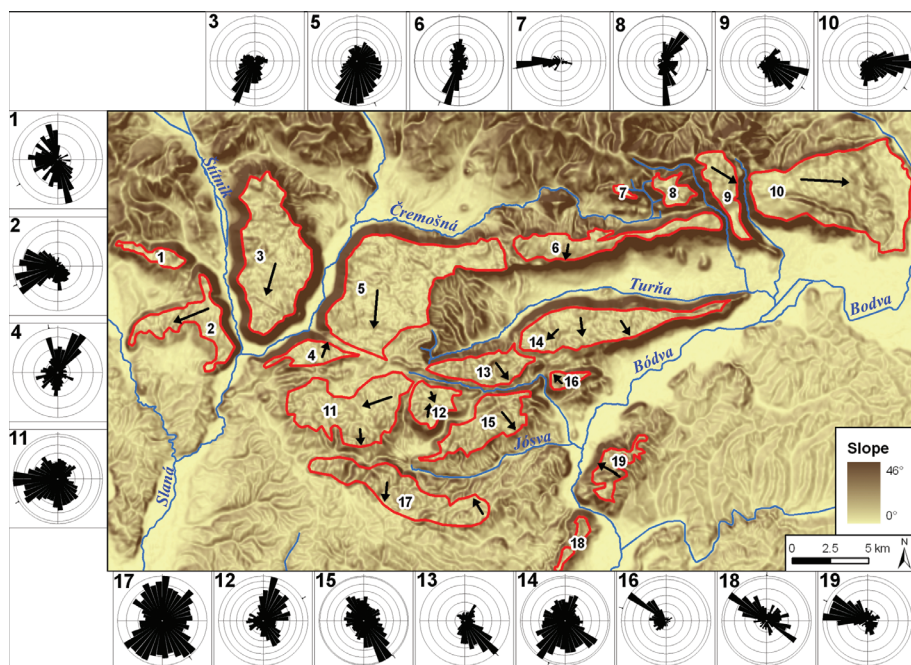 3 5 6 7 8 9 10
1
2
4
11
Štítnik
Čremošná
Turňa
Bodva
Bódva
Jósva
Slaná
1
2
3
4
5
6
7
8
9
10
11
12
13
14
15
16
17
18
19
Slope
46°
0°
N
0 2.5 5 km
17 12 15 13 14 16 18 19